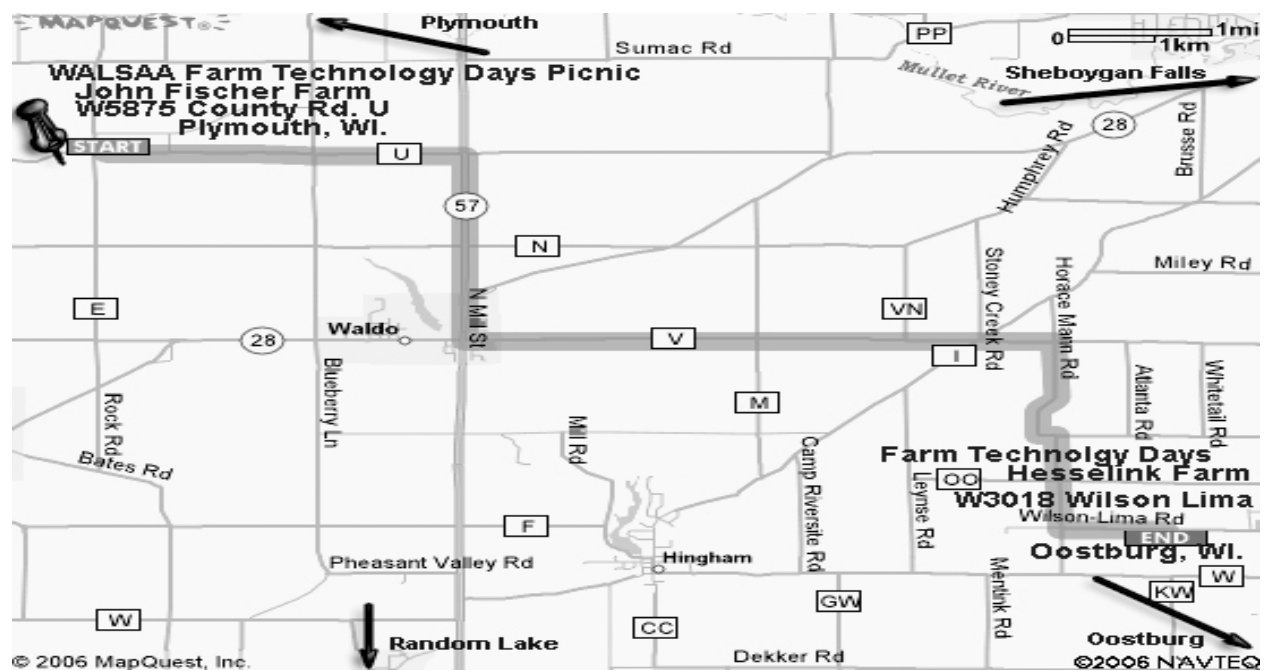 MAPQUEST®
Plymouth
Sumac Rd
PP
0 1mi
1km
Mullet River
Sheboygan Falls
WALSAA Farm Technology Days Picnic
John Fischer Farm
W5875 County Rd. U
Plymouth, WI.
START
U
28
Humphrey Rd
Brusse Rd
57
N
Miley Rd
E
N Mill St
VN
Stoney Creek Rd
Horace Mann Rd
Waldo
28
V
I
Blueberry Ln
Rock Rd
M
Atlanta Rd
Whitetail Rd
Mill Rd
Camp Riversite Rd
Bates Rd
Farm Technolgy Days
Hesselink Farm
OO
Leynse Rd
W3018 Wilson Lima
Wilson-Lima Rd
F
END
Oostburg, WI.
Pheasant Valley Rd
Hingham
Mentink Rd
W
KW
GW
W
CC
Random Lake
Oostburg
Dekker Rd
© 2006 MapQuest, Inc.
©2006 NAVTEQ